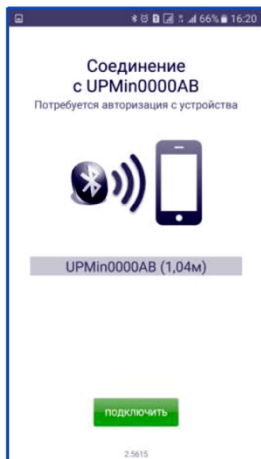 66% 16:20
Соединение
с UPMin0000AB
Потребуется авторизация с устройства
UPMin0000AB (1,04м)
ПОДКЛЮЧИТЬ
2.5615